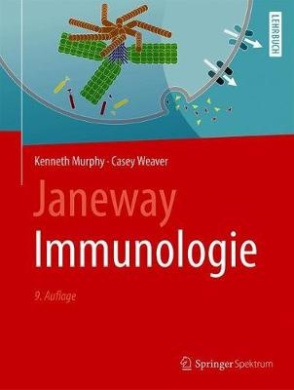 LEHRBUCH
Kenneth Murphy · Casey Weaver
Janeway
Immunologie
9. Auflage
Springer Spektrum